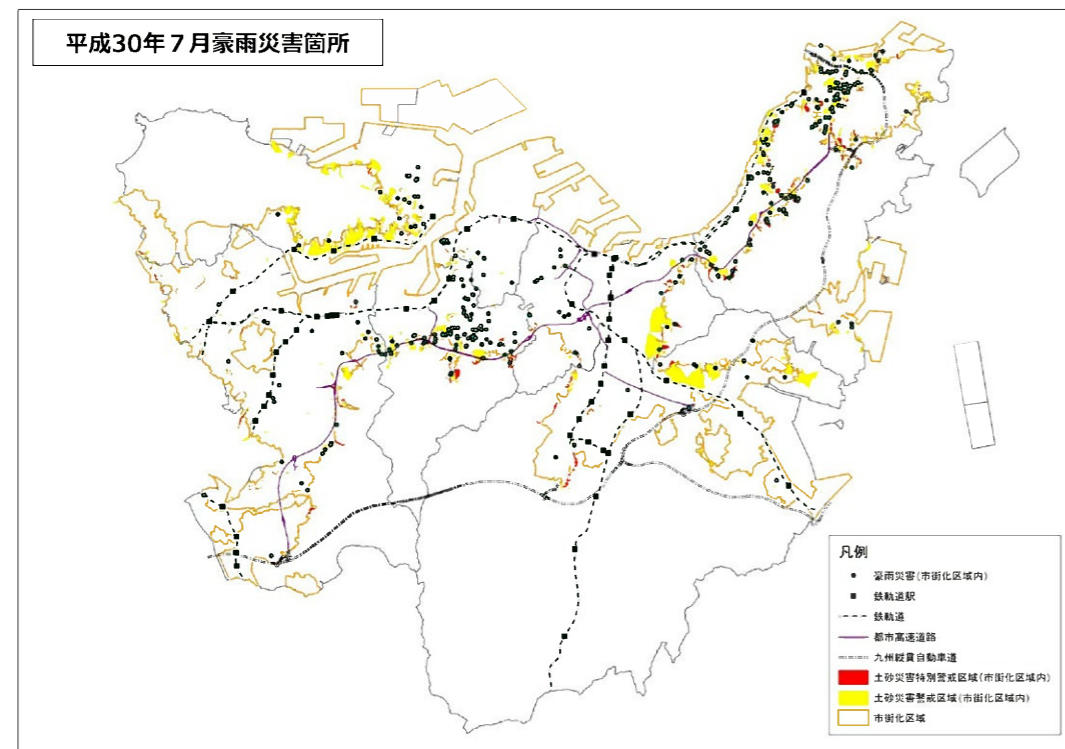 平成30年7月豪雨災害箇所
凡例
豪雨災害(市街化区域内)
鉄軌道駅
鉄軌道
都市高速道路
九州縦貫自動車道
土砂災害特別警戒区域(市街化区域内)
土砂災害警戒区域(市街化区域内)
市街化区域